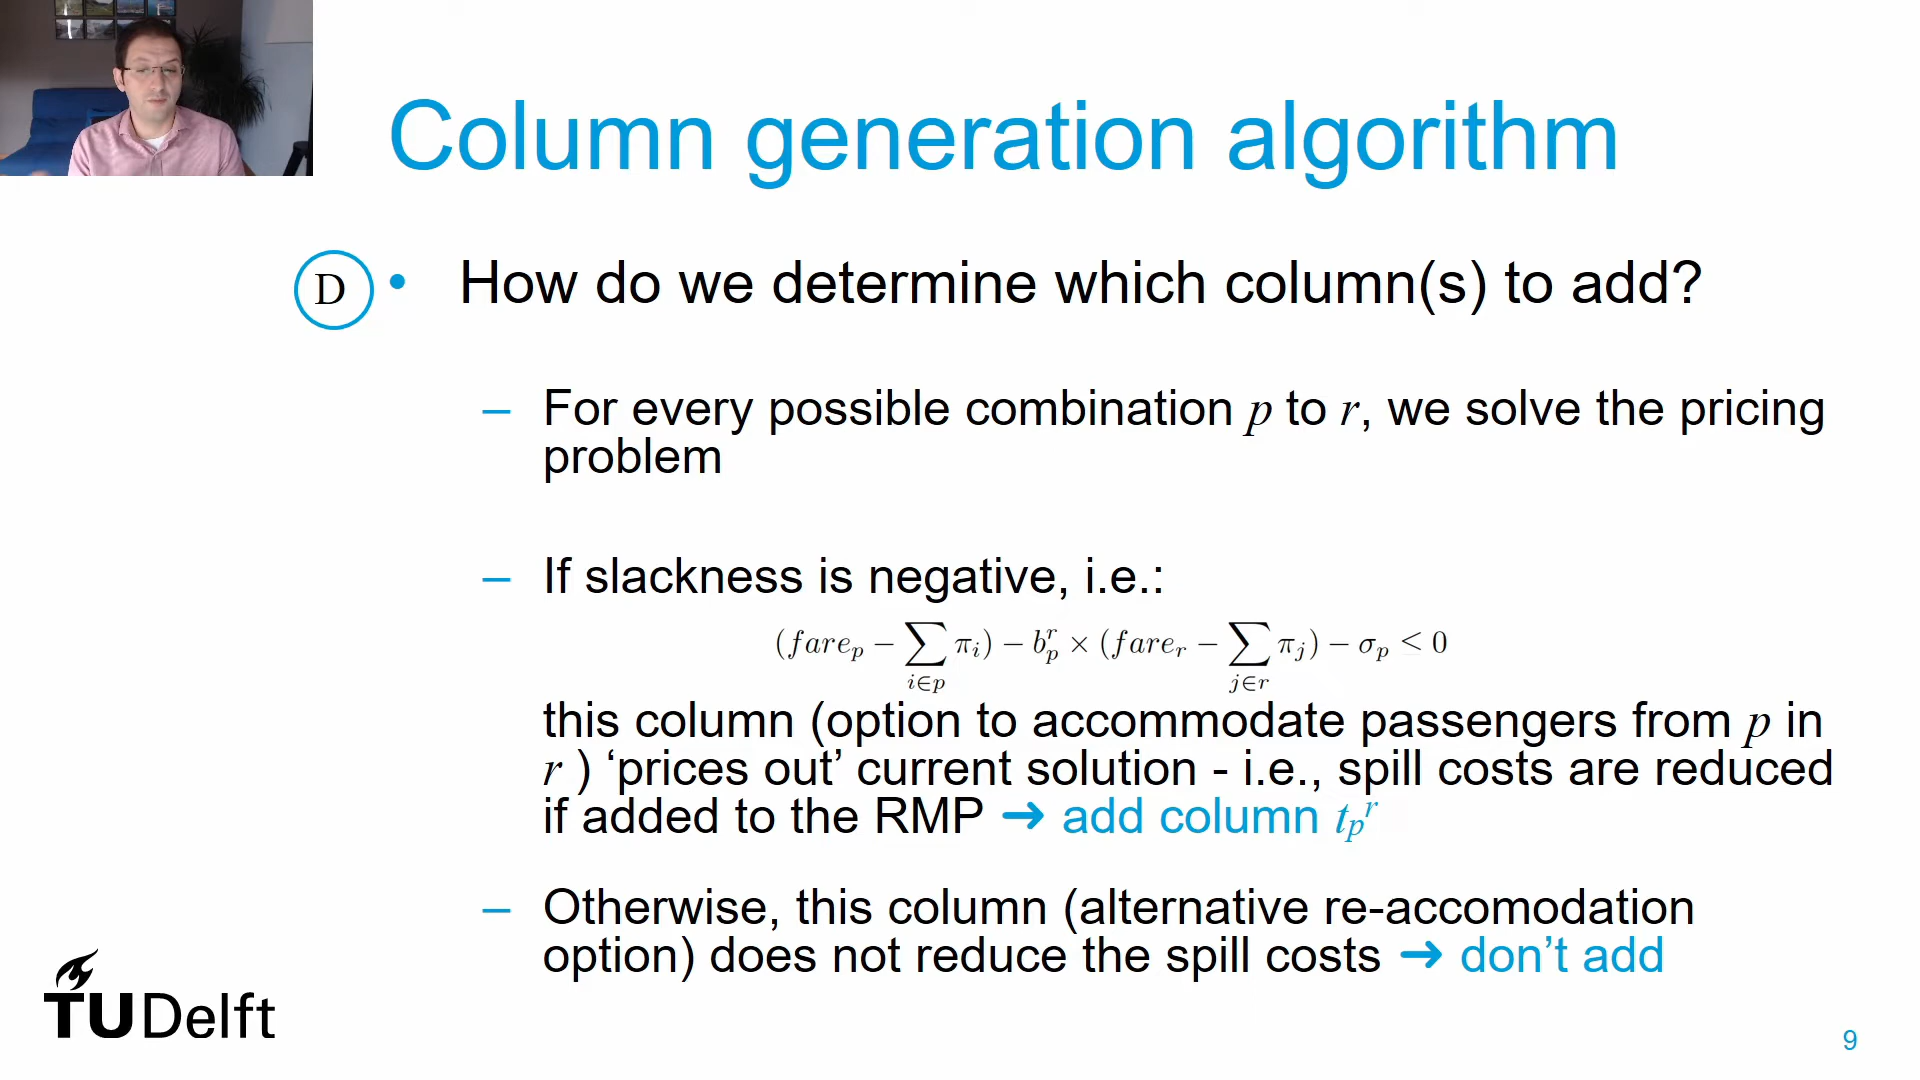 Column generation algorithm
D • How do we determine which column(s) to add?
– For every possible combination p to r, we solve the pricing
problem
– If slackness is negative, i.e.:
(fare_p − ∑_{i∈p} π_i) − b_p^r × (fare_r − ∑_{j∈r} π_j) − σ_p < 0
this column (option to accommodate passengers from p in
r ) ‘prices out’ current solution - i.e., spill costs are reduced
if added to the RMP ➜ add column t_p^r
– Otherwise, this column (alternative re-accomodation
option) does not reduce the spill costs ➜ don’t add
TUDelft
9